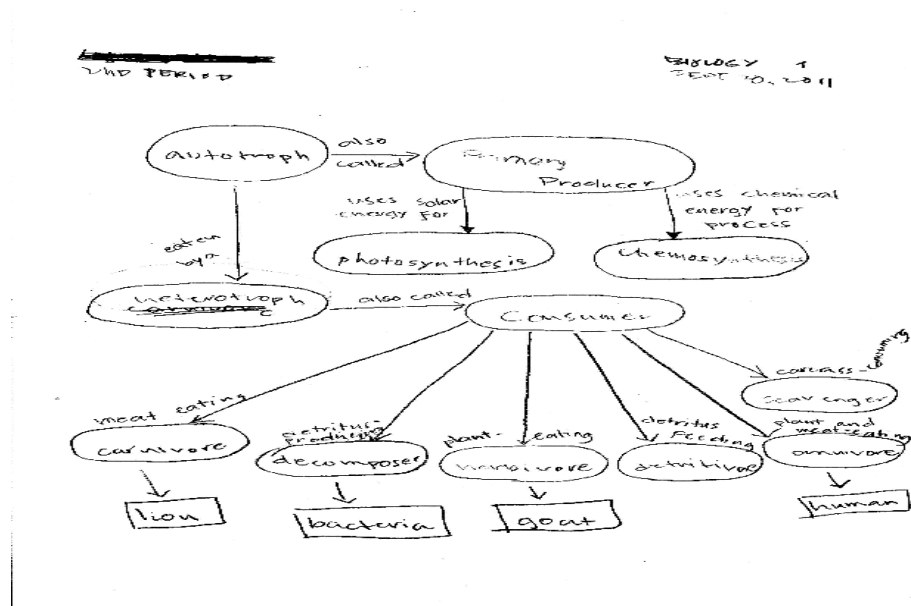 2ND PERIOD
BIOLOGY 1
SEPT 2011
autotroph
also
called
Primary
Producer
uses solar
energy for
uses chemical
energy for
process
photosynthesis
chemosynthesis
eaten
by
heterotroph
carnivore
also called
Consumer
carcass-consuming
scavenger
meat eating
carnivore
detritus-
producing
decomposer
plant-eating
herbivore
detritus
feeding
detritivore
plant and
meat-eating
omnivore
lion
bacteria
goat
human